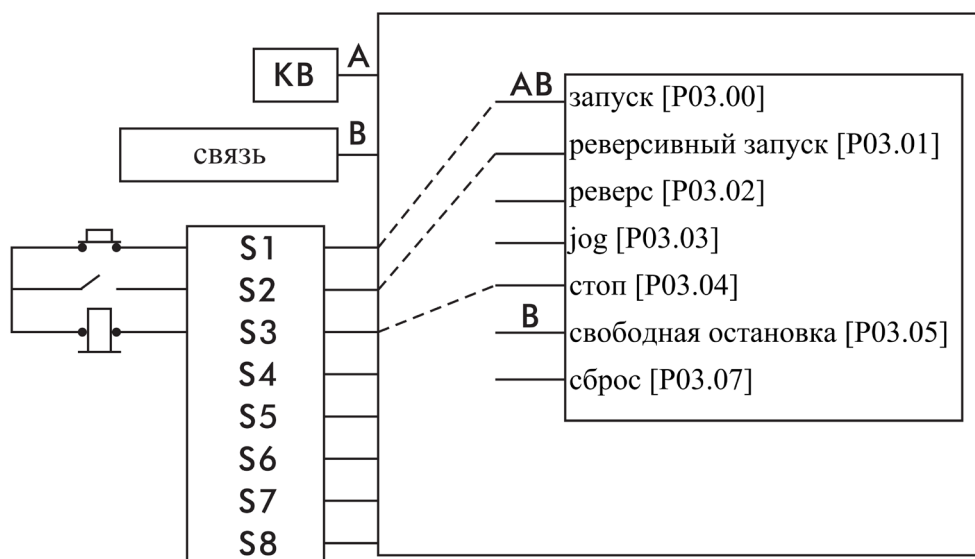 A
КВ
B
связь
S1
S2
S3
S4
S5
S6
S7
S8
AB
запуск [P03.00]
реверсивный запуск [P03.01]
реверс [P03.02]
jog [P03.03]
стоп [P03.04]
B
свободная остановка [P03.05]
сброс [P03.07]